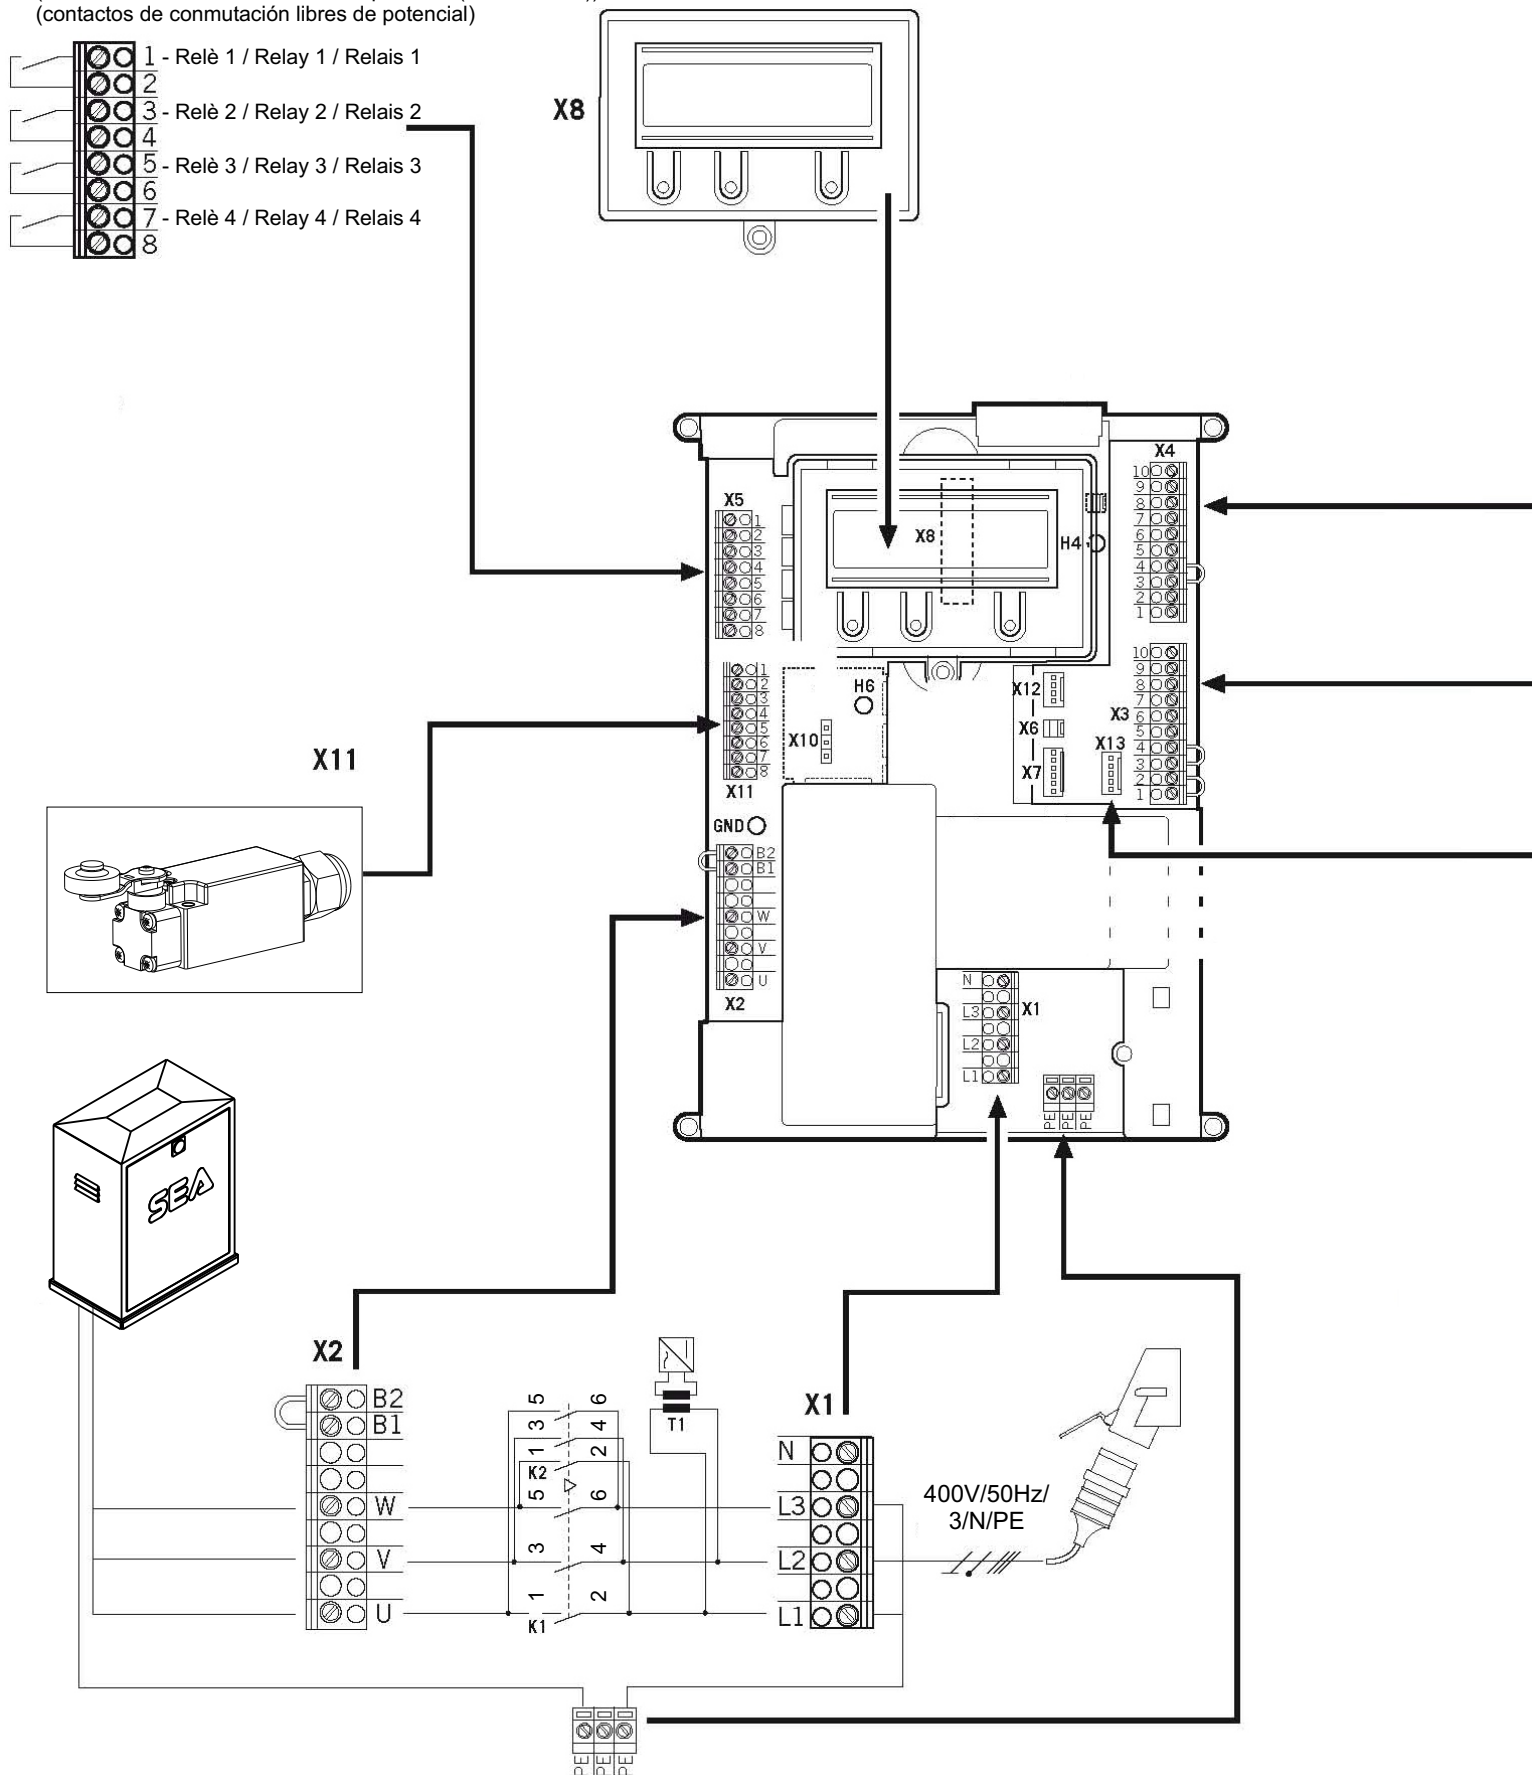 (contactos de conmutación libres de potencial)
1 - Relè 1 / Relay 1 / Relais 1
2
3 - Relè 2 / Relay 2 / Relais 2
4
5 - Relè 3 / Relay 3 / Relais 3
6
7 - Relè 4 / Relay 4 / Relais 4
8
X8
X5
1
2
3
4
5
6
7
8
X8
H4
X4
10
9
8
7
6
5
4
3
2
1
1
2
3
4
5
6
7
8
X11
H6
X10
X12
X6
X7
X13
X3
10
9
8
7
6
5
4
3
2
1
X11
GND
B2
B1
W
V
U
X2
N
L3
L2
L1
X1
PE
PE
PE
SEA
X2
B2
B1
W
V
U
5 6
3 4
1 2
K2
5 6
3 4
1 2
K1
T1
X1
N
L3
L2
L1
400V/50Hz/
3/N/PE
PE
PE
PE